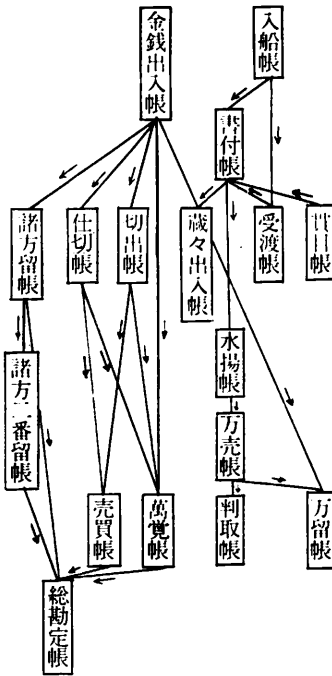 入船帳
金銭出入帳
書付帳
貫目帳
受渡帳
蔵々出入帳
切出帳
仕切帳
諸方留帳
水揚帳
諸方二番留帳
万売帳
万留帳
判取帳
萬覚帳
売買帳
総勘定帳